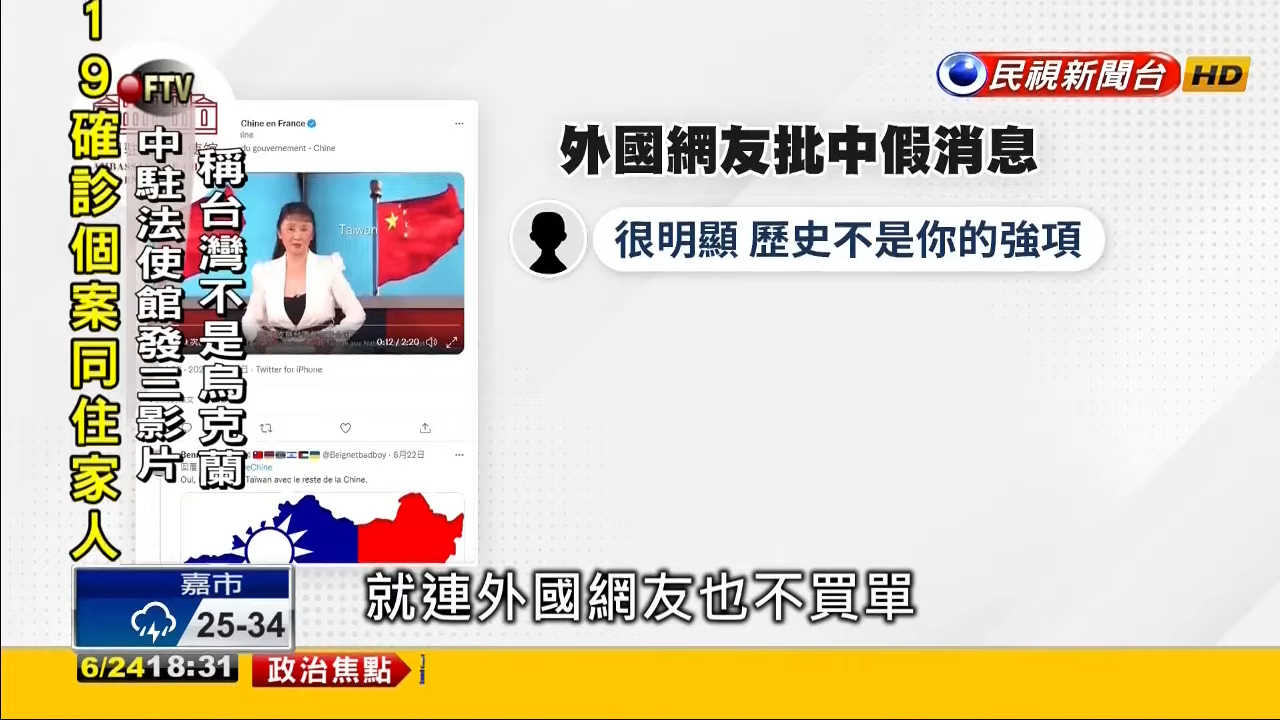 19確診個案同住家人
FTV
中駐法使館發三影片
稱台灣不是烏克蘭
民視新聞台 HD
外國網友批中假消息
很明顯 歷史不是你的強項
Chine en France
du gouvernement - Chine
Taiwan
0:12 / 2:20
Twitter for iPhone
@Beignetbadboy · 6月22日
Oui,
Taïwan avec le reste de la Chine.
就連外國網友也不買單
嘉市
25-34
6/24 18:31
政治焦點